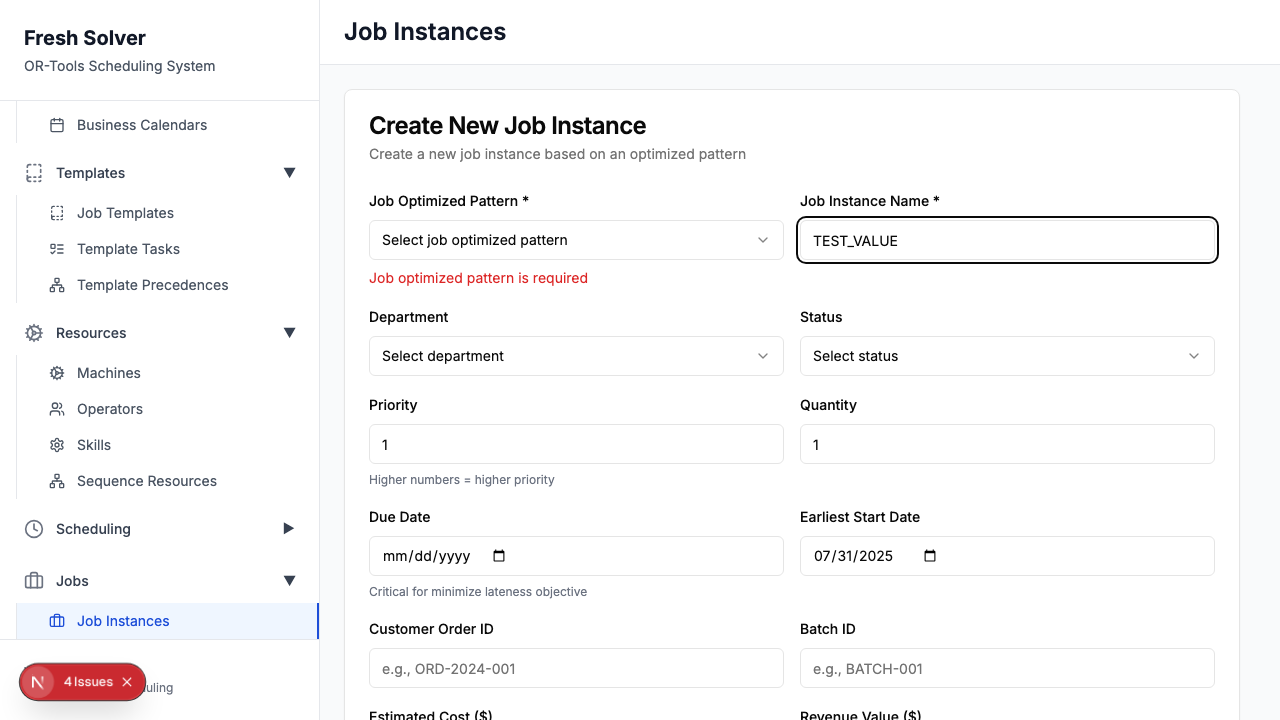 Fresh Solver
OR-Tools Scheduling System
Business Calendars
Templates
Job Templates
Template Tasks
Template Precedences
Resources
Machines
Operators
Skills
Sequence Resources
Scheduling
Jobs
Job Instances
4 Issues
Job Instances
Create New Job Instance
Create a new job instance based on an optimized pattern
Job Optimized Pattern *
Select job optimized pattern
Job optimized pattern is required
Job Instance Name *
TEST_VALUE
Department
Select department
Status
Select status
Priority
1
Higher numbers = higher priority
Quantity
1
Due Date
mm/dd/yyyy
Critical for minimize lateness objective
Earliest Start Date
07/31/2025
Customer Order ID
e.g., ORD-2024-001
Batch ID
e.g., BATCH-001
Estimated Cost ($)
Revenue Value ($)